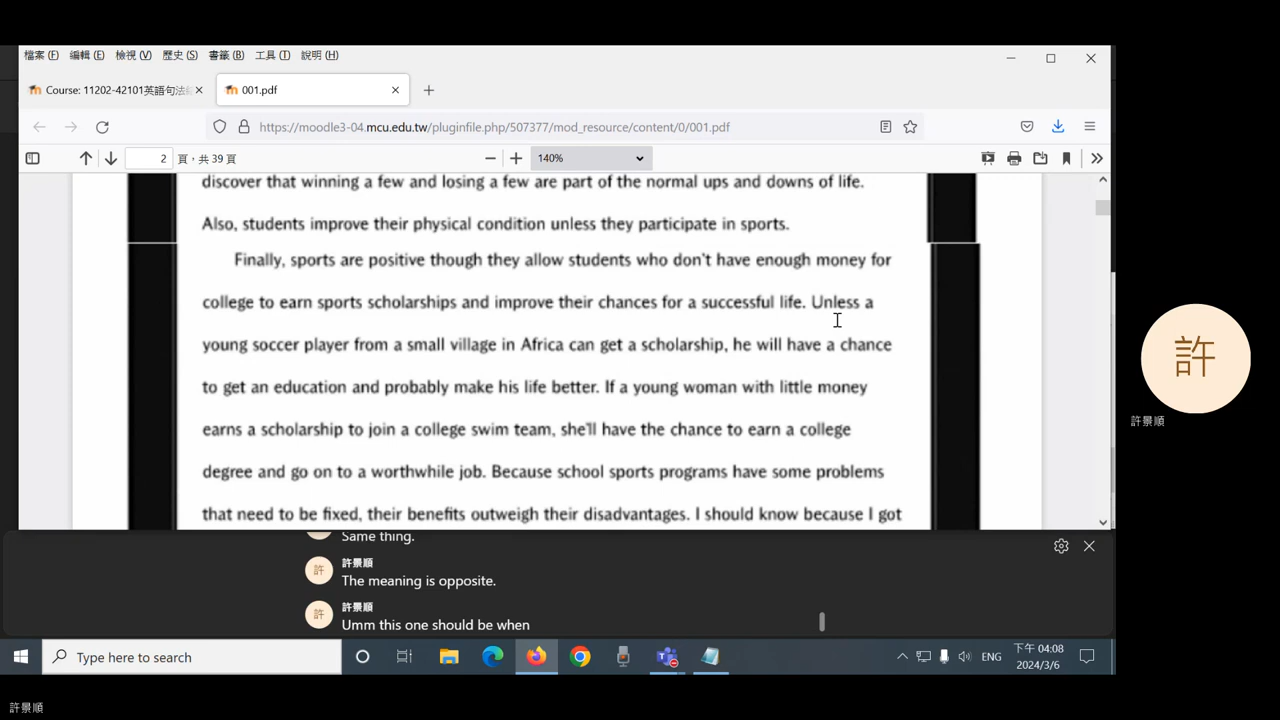 檔案 (F) 編輯 (E) 檢視 (V) 歷史 (S) 書籤 (B) 工具 (T) 說明 (H)
Course: 11202-42101英語句法
001.pdf
https://moodle3-04.mcu.edu.tw/pluginfile.php/507377/mod_resource/content/0/001.pdf
2 頁，共 39 頁
140%
discover that winning a few and losing a few are part of the normal ups and downs of life.
Also, students improve their physical condition unless they participate in sports.
Finally, sports are positive though they allow students who don't have enough money for
college to earn sports scholarships and improve their chances for a successful life. Unless a
young soccer player from a small village in Africa can get a scholarship, he will have a chance
to get an education and probably make his life better. If a young woman with little money
earns a scholarship to join a college swim team, she'll have the chance to earn a college
degree and go on to a worthwhile job. Because school sports programs have some problems
that need to be fixed, their benefits outweigh their disadvantages. I should know because I got
許
許景順
Same thing.
許 許景順
The meaning is opposite.
許 許景順
Umm this one should be when
Type here to search
ENG
下午 04:08
2024/3/6
許景順